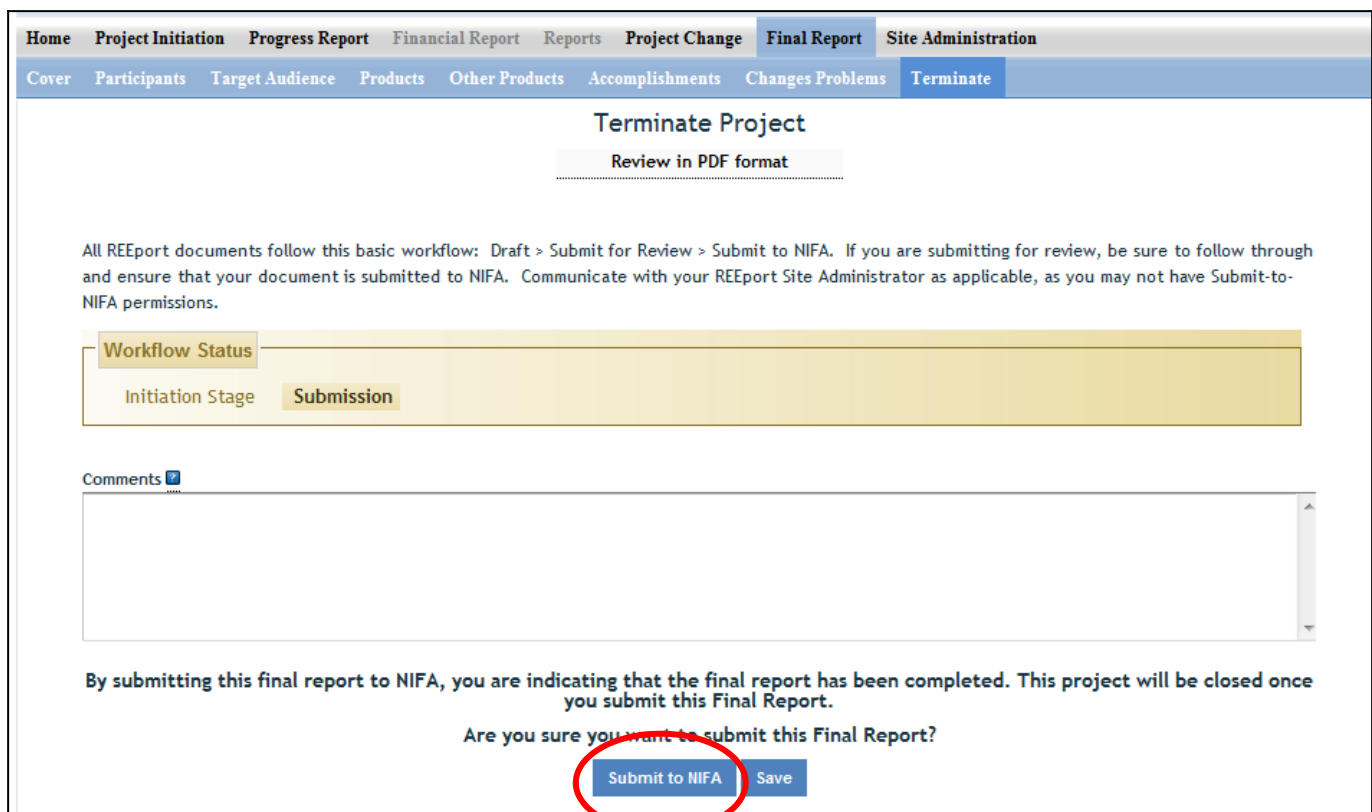 Home Project Initiation Progress Report Financial Report Reports Project Change Final Report Site Administration
Cover Participants Target Audience Products Other Products Accomplishments Changes Problems Terminate
Terminate Project
Review in PDF format
All REEport documents follow this basic workflow: Draft > Submit for Review > Submit to NIFA. If you are submitting for review, be sure to follow through
and ensure that your document is submitted to NIFA. Communicate with your REEport Site Administrator as applicable, as you may not have Submit-to-
NIFA permissions.
Workflow Status
Initiation Stage Submission
Comments ?
By submitting this final report to NIFA, you are indicating that the final report has been completed. This project will be closed once
you submit this Final Report.
Are you sure you want to submit this Final Report?
Submit to NIFA Save